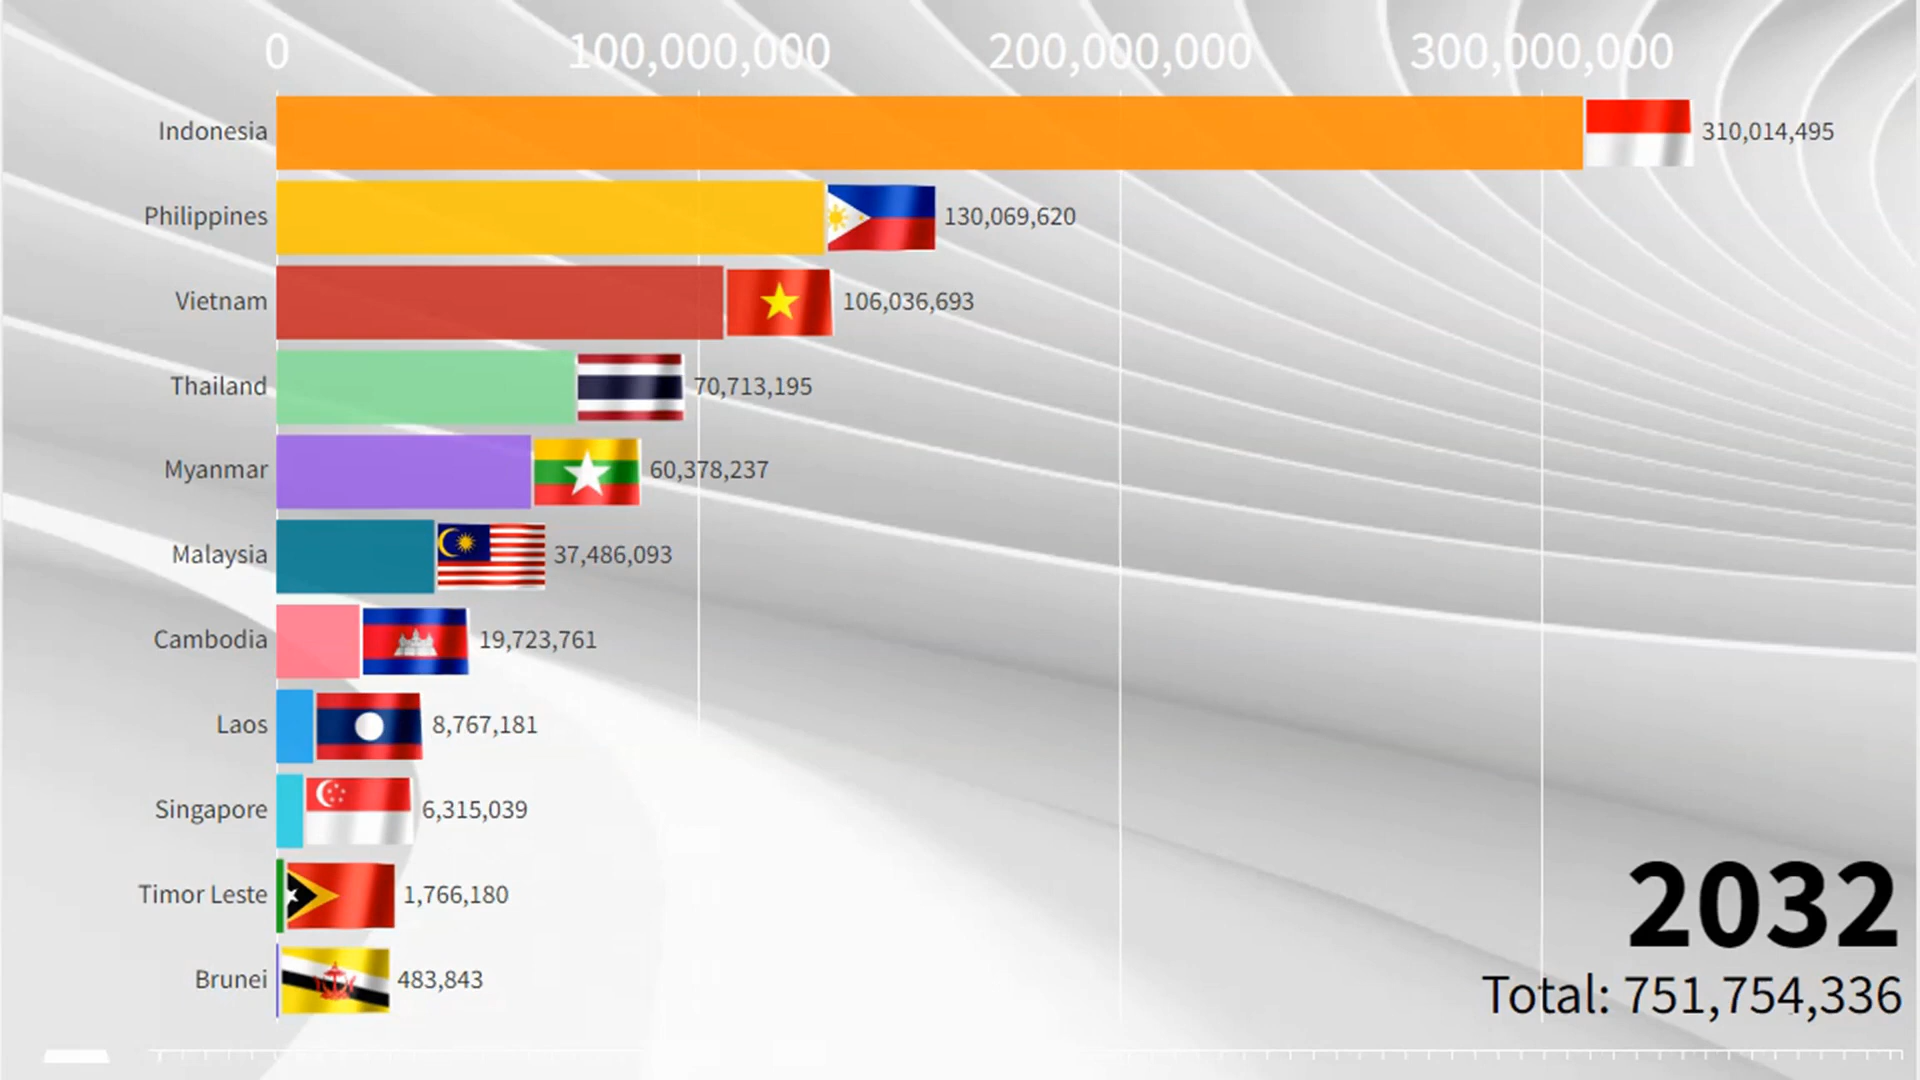 0 100,000,000 200,000,000 300,000,000
Indonesia 310,014,495
Philippines 130,069,620
Vietnam 106,036,693
Thailand 70,713,195
Myanmar 60,378,237
Malaysia 37,486,093
Cambodia 19,723,761
Laos 8,767,181
Singapore 6,315,039
Timor Leste 1,766,180
Brunei 483,843
2032
Total: 751,754,336